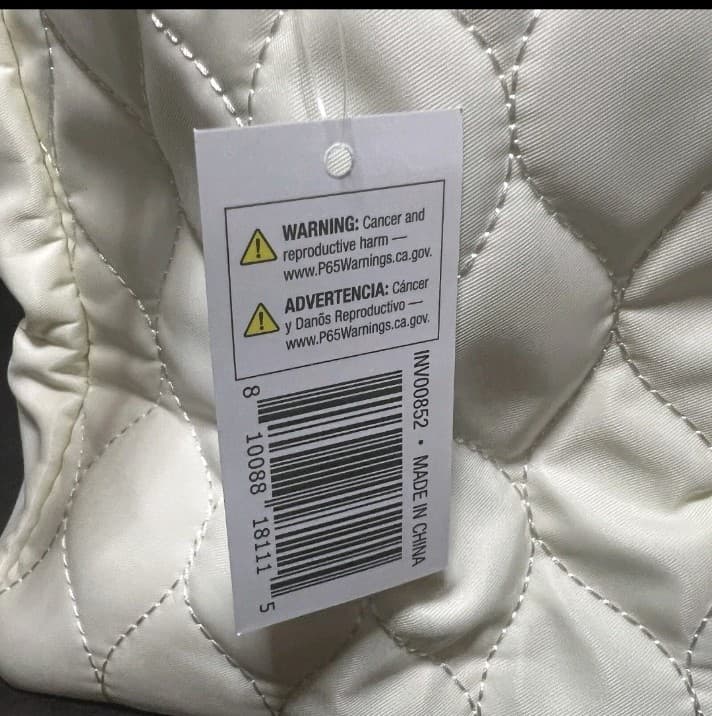 WARNING: Cancer and
reproductive harm —
www.P65Warnings.ca.gov.
ADVERTENCIA: Cáncer
y Danõs Reproductivo —
www.P65Warnings.ca.gov.
INV00852 • MADE IN CHINA
8 10088 18111 5